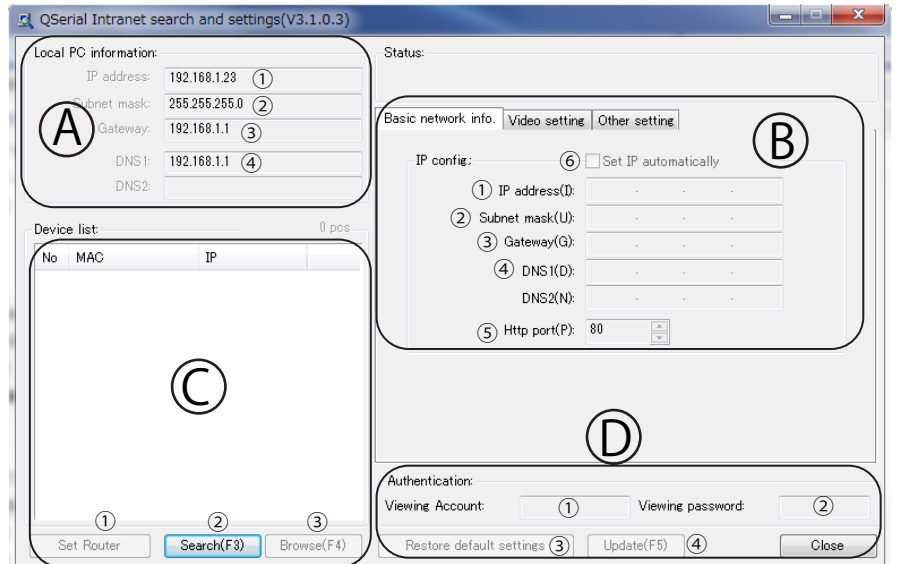 QSerial Intranet search and settings(V3.1.0.3)
Local PC information:
IP address: 192.168.1.23 ①
Subnet mask: 255.255.255.0 ②
Gateway: 192.168.1.1 ③
DNS1: 192.168.1.1 ④
DNS2:
A
Device list: 0 pcs
No MAC IP
C
① ② ③
Set Router Search(F3) Browse(F4)
Status:
Basic network info. Video setting Other setting
B
IP config: ⑥ Set IP automatically
① IP address(I):
② Subnet mask(U):
③ Gateway(G):
④ DNS1(D):
DNS2(N):
⑤ Http port(P): 80
D
Authentication:
Viewing Account: ① Viewing password: ②
Restore default settings ③ Update(F5) ④ Close